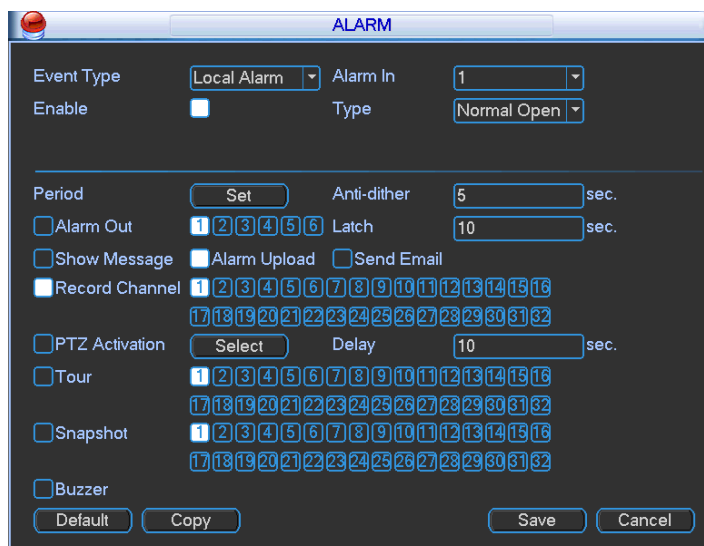 ALARM
Event Type Local Alarm Alarm In 1
Enable Type Normal Open
Period Set Anti-dither 5 sec.
Alarm Out 1 2 3 4 5 6 Latch 10 sec.
Show Message Alarm Upload Send Email
Record Channel 1 2 3 4 5 6 7 8 9 10 11 12 13 14 15 16
17 18 19 20 21 22 23 24 25 26 27 28 29 30 31 32
PTZ Activation Select Delay 10 sec.
Tour 1 2 3 4 5 6 7 8 9 10 11 12 13 14 15 16
17 18 19 20 21 22 23 24 25 26 27 28 29 30 31 32
Snapshot 1 2 3 4 5 6 7 8 9 10 11 12 13 14 15 16
17 18 19 20 21 22 23 24 25 26 27 28 29 30 31 32
Buzzer
Default Copy Save Cancel